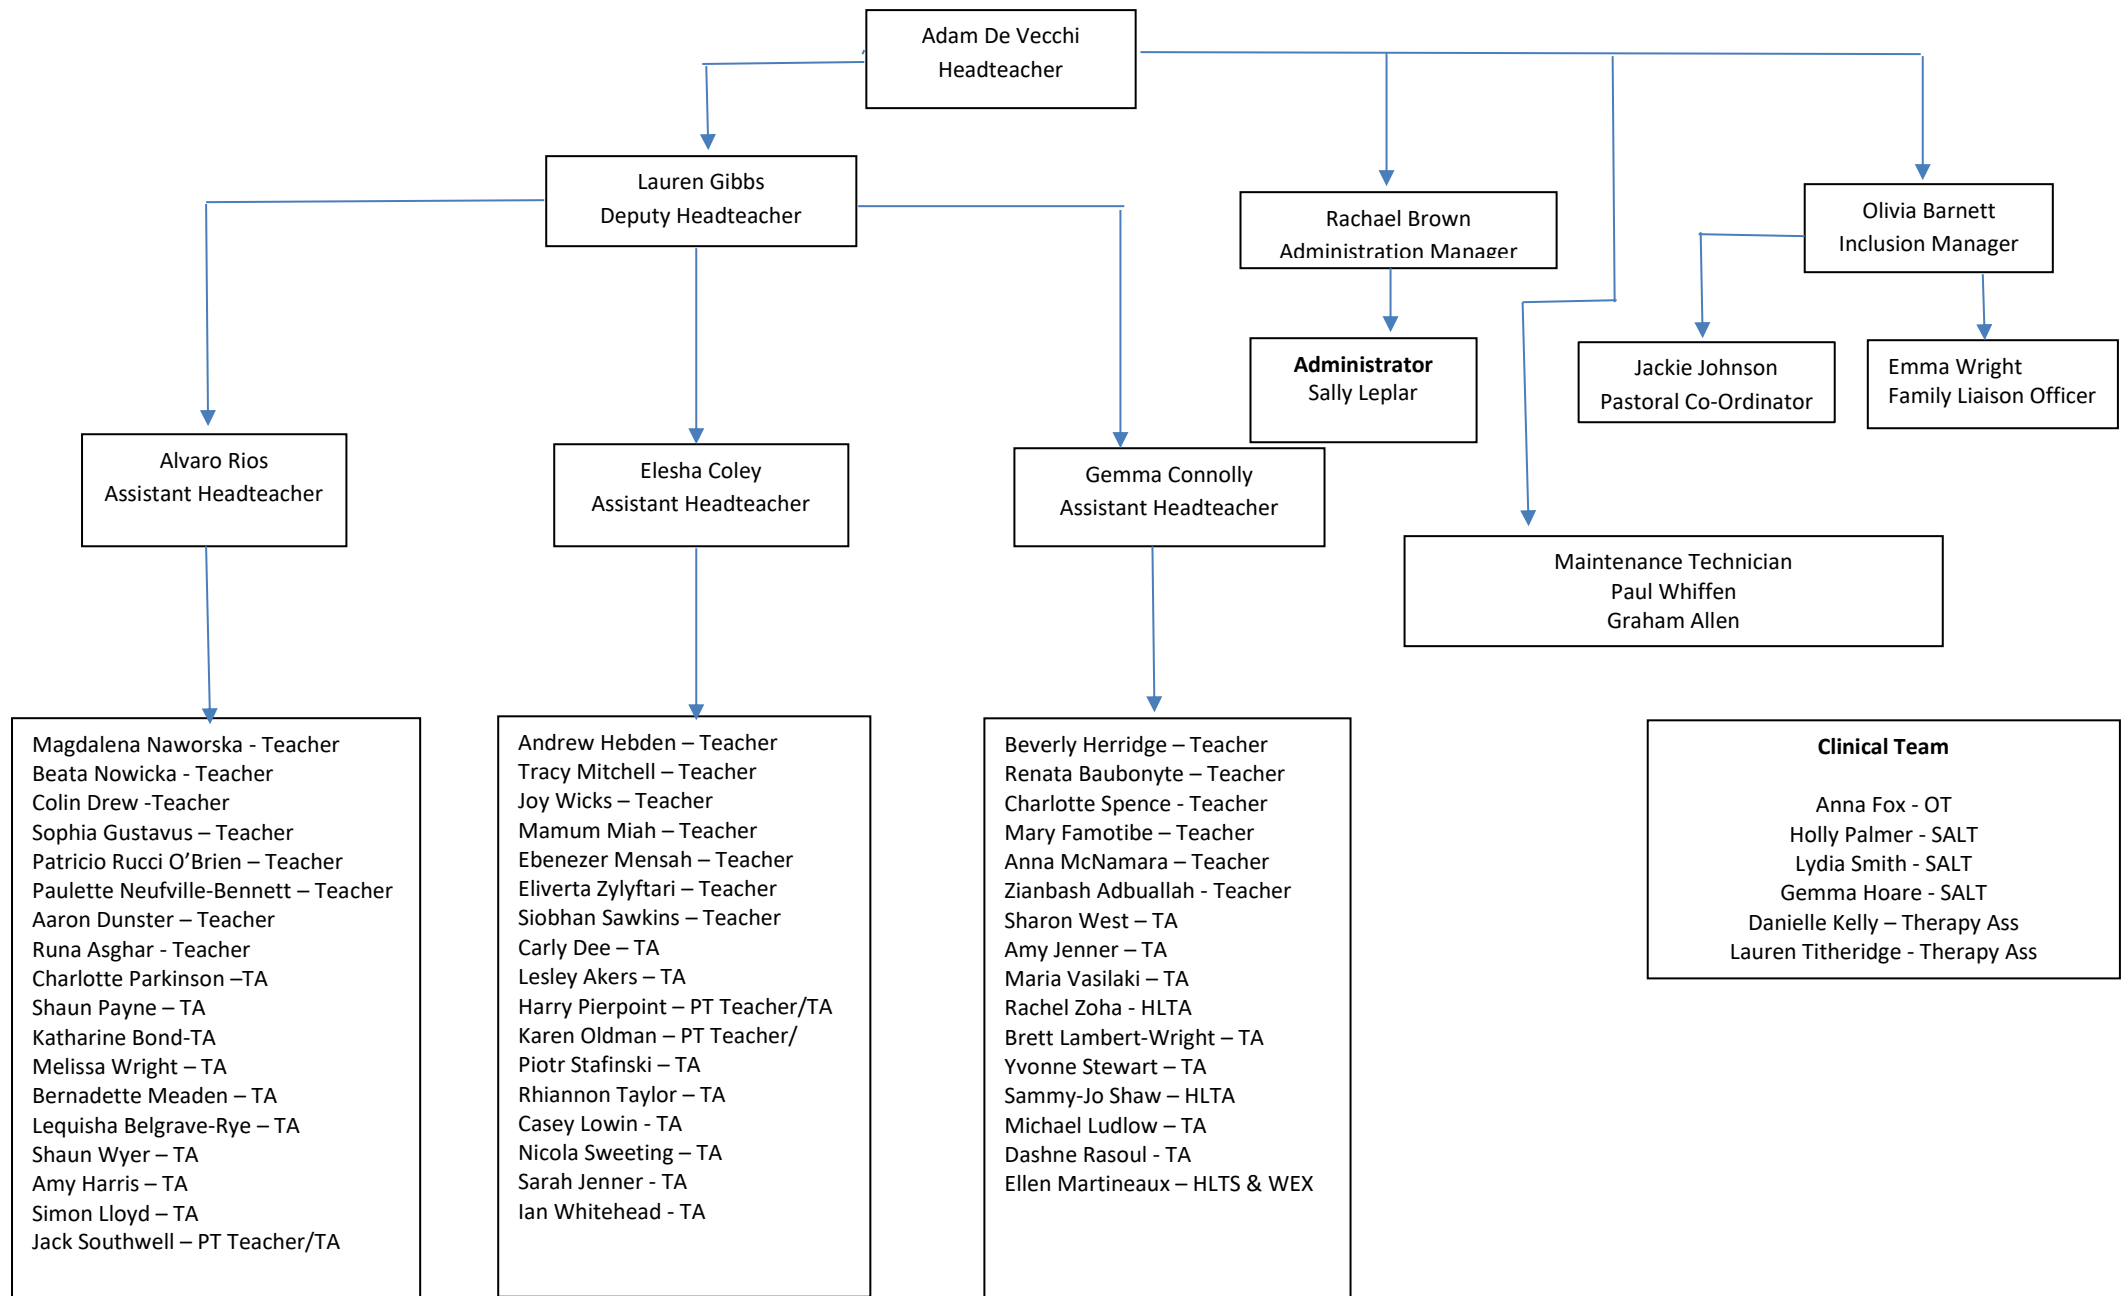 Adam De Vecchi
Headteacher
Lauren Gibbs
Deputy Headteacher
Rachael Brown
Administration Manager
Olivia Barnett
Inclusion Manager
Administrator
Sally Leplar
Jackie Johnson
Pastoral Co-Ordinator
Emma Wright
Family Liaison Officer
Alvaro Rios
Assistant Headteacher
Elesha Coley
Assistant Headteacher
Gemma Connolly
Assistant Headteacher
Maintenance Technician
Paul Whiffen
Graham Allen
Magdalena Naworska - Teacher
Beata Nowicka - Teacher
Colin Drew -Teacher
Sophia Gustavus – Teacher
Patricio Rucci O’Brien – Teacher
Paulette Neufville-Bennett – Teacher
Aaron Dunster – Teacher
Runa Asghar - Teacher
Charlotte Parkinson –TA
Shaun Payne – TA
Katharine Bond-TA
Melissa Wright – TA
Bernadette Meaden – TA
Lequisha Belgrave-Rye – TA
Shaun Wyer – TA
Amy Harris – TA
Simon Lloyd – TA
Jack Southwell – PT Teacher/TA
Andrew Hebden – Teacher
Tracy Mitchell – Teacher
Joy Wicks – Teacher
Mamum Miah – Teacher
Ebenezer Mensah – Teacher
Eliverta Zylyftari – Teacher
Siobhan Sawkins – Teacher
Carly Dee – TA
Lesley Akers – TA
Harry Pierpoint – PT Teacher/TA
Karen Oldman – PT Teacher/
Piotr Stafinski – TA
Rhiannon Taylor – TA
Casey Lowin - TA
Nicola Sweeting – TA
Sarah Jenner - TA
Ian Whitehead - TA
Beverly Herridge – Teacher
Renata Baubonyte – Teacher
Charlotte Spence - Teacher
Mary Famotibe – Teacher
Anna McNamara – Teacher
Zianbash Adbuallah - Teacher
Sharon West – TA
Amy Jenner – TA
Maria Vasilaki – TA
Rachel Zoha - HLTA
Brett Lambert-Wright – TA
Yvonne Stewart – TA
Sammy-Jo Shaw – HLTA
Michael Ludlow – TA
Dashne Rasoul - TA
Ellen Martineaux – HLTS & WEX
Clinical Team
Anna Fox - OT
Holly Palmer - SALT
Lydia Smith - SALT
Gemma Hoare - SALT
Danielle Kelly – Therapy Ass
Lauren Titheridge - Therapy Ass